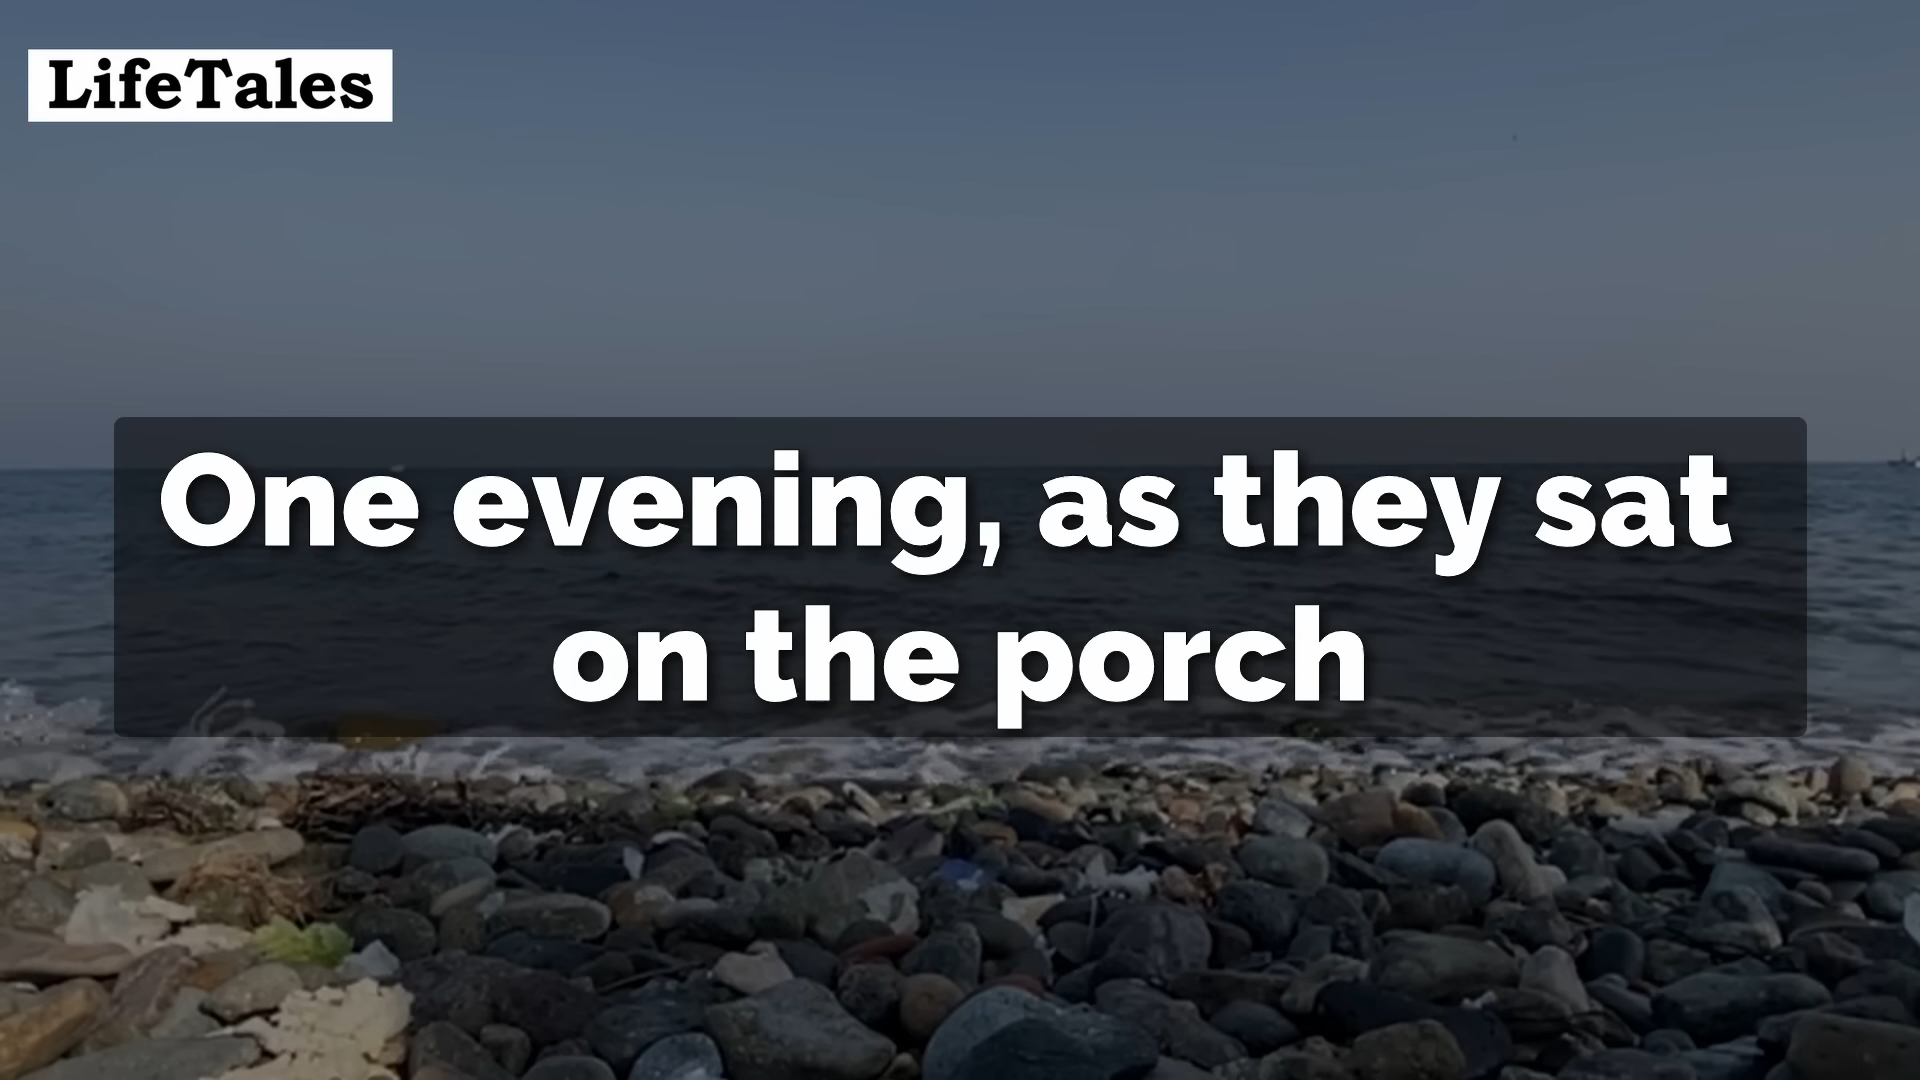 LifeTales
One evening, as they sat
on the porch